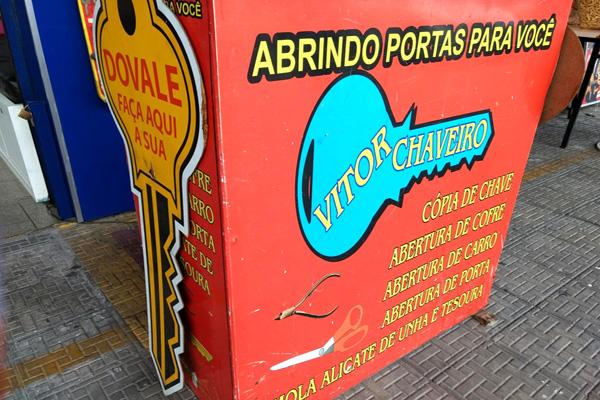 ABRINDO PORTAS PARA VOCÊ
VITOR
CHAVEIRO
CÓPIA DE CHAVE
ABERTURA DE COFRE
ABERTURA DE CARRO
ABERTURA DE PORTA
MOLA ALICATE DE UNHA E TESOURA
DOVALE
FAÇA AQUI
A SUA
VOCÊ